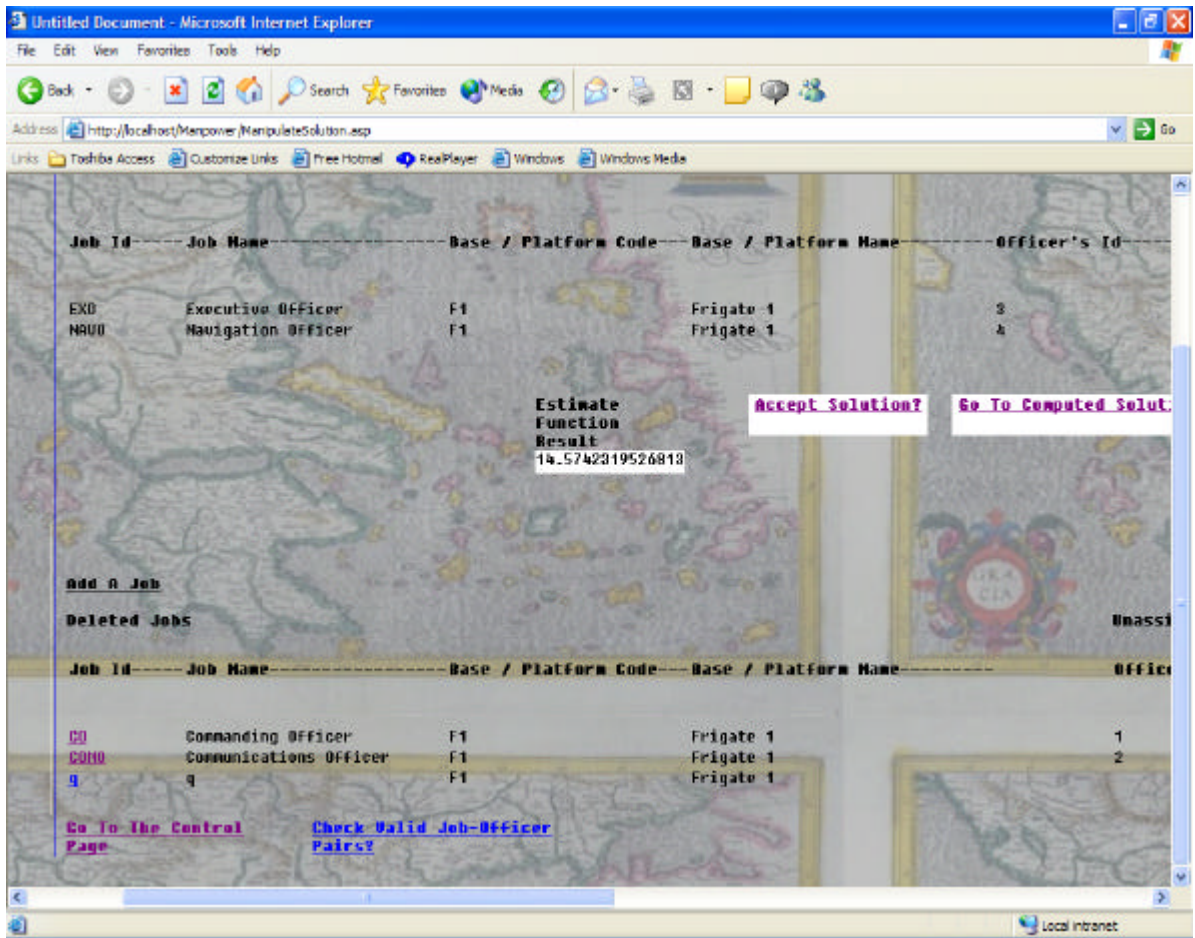 Untitled Document - Microsoft Internet Explorer
File Edit View Favorites Tools Help
Back Search Favorites Media
Address http://localhost/Manpower/ManipulateSolution.asp Go
Links Toshiba Access Customize Links Free Hotmail RealPlayer Windows Windows Media
Job Id----- Job Name------------------Base / Platform Code---Base / Platform Name---------Officer's Id-----
EXO Executive Officer F1 Frigate 1 3
NAVO Navigation Officer F1 Frigate 1 4
Estimate Accept Solution? Go To Computed Solut
Function
Result
14.5742319526813
Add A Job
Deleted Jobs Unassi
Job Id----- Job Name------------------Base / Platform Code---Base / Platform Name--------- Office
CO Commanding Officer F1 Frigate 1 1
COMO Communications Officer F1 Frigate 1 2
q q F1 Frigate 1
Go To The Control Check Valid Job-Officer
Page Pairs?
Local intranet